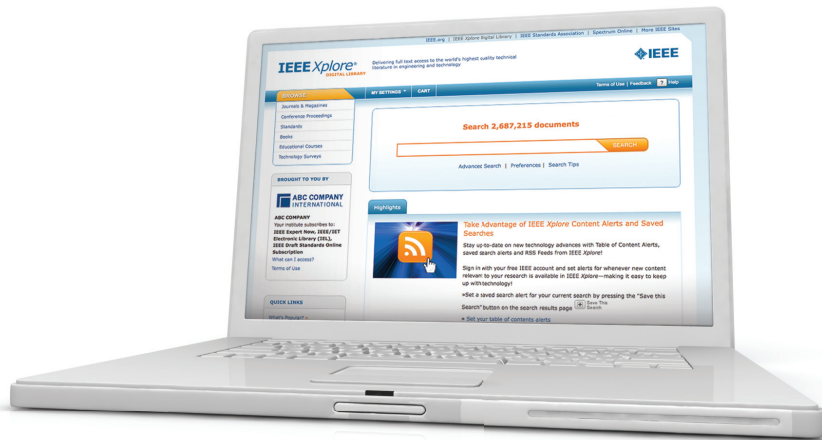 IEEE.org | IEEE Xplore Digital Library | IEEE Standards Association | Spectrum Online | More IEEE Sites
IEEE Xplore®
DIGITAL LIBRARY
Delivering full text access to the world's highest quality technical
literature in engineering and technology
IEEE
BROWSE
MY SETTINGS
CART
Terms of Use | Feedback ? Help
Journals & Magazines
Conference Proceedings
Standards
Books
Educational Courses
Technology Surveys
Search 2,687,215 documents
SEARCH
Advances Search | Preferences | Search Tips
BROUGHT TO YOU BY
ABC COMPANY
INTERNATIONAL
ABC COMPANY
Your institute subscribes to:
IEEE Expert Now, IEEE/IET
Electronic Library (IEL),
IEEE Draft Standards Online
Subscription
What can I access?
Terms of Use
QUICK LINKS
What's Popular?
Highlights
Take Advantage of IEEE Xplore Content Alerts and Saved
Searches
Stay up-to-date on new technology advances with Table of Content Alerts,
saved search alerts and RSS Feeds from IEEE Xplore!
Sign in with your free IEEE account and set alerts for whenever new content
relevant to your research is available in IEEE Xplore—making it easy to keep
up withtechnology!
»Set a saved search alert for your current search by pressing the "Save this
Search"button on the search results page Save This
Search
» Set your table of contents alerts